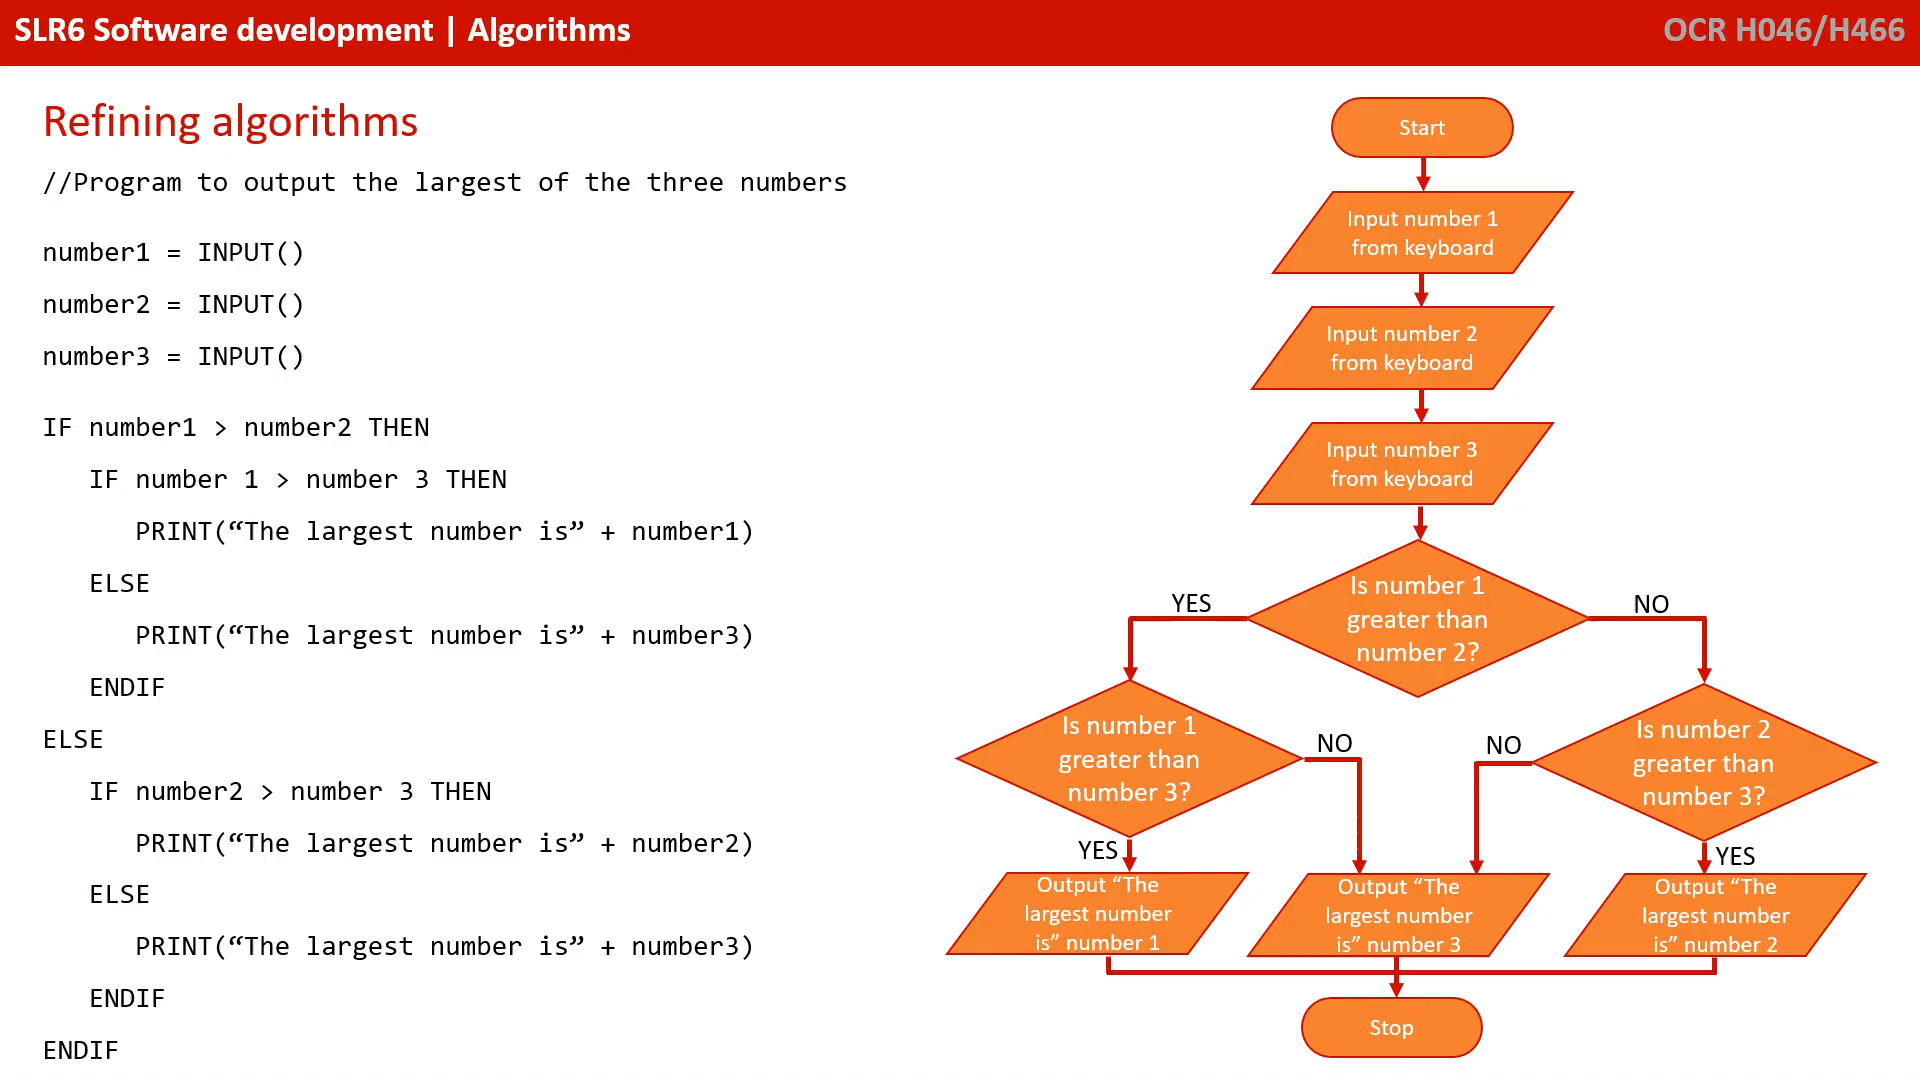 SLR6 Software development | Algorithms
OCR H046/H466
Refining algorithms
//Program to output the largest of the three numbers
number1 = INPUT()
number2 = INPUT()
number3 = INPUT()
IF number1 > number2 THEN
   IF number 1 > number 3 THEN
      PRINT(“The largest number is” + number1)
   ELSE
      PRINT(“The largest number is” + number3)
   ENDIF
ELSE
   IF number2 > number 3 THEN
      PRINT(“The largest number is” + number2)
   ELSE
      PRINT(“The largest number is” + number3)
   ENDIF
ENDIF
Start
Input number 1
from keyboard
Input number 2
from keyboard
Input number 3
from keyboard
Is number 1
greater than
number 2?
YES
NO
Is number 1
greater than
number 3?
NO
YES
Is number 2
greater than
number 3?
NO
YES
Output “The
largest number
is” number 1
Output “The
largest number
is” number 3
Output “The
largest number
is” number 2
Stop